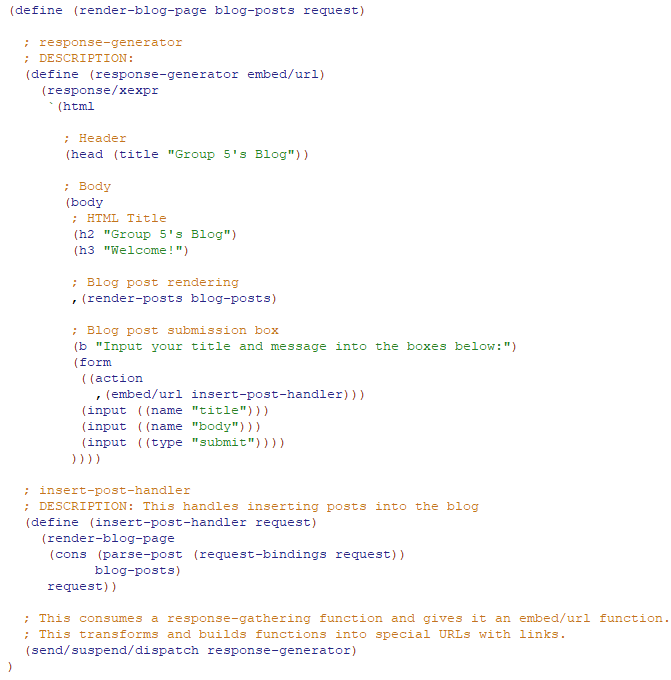 (define (render-blog-page blog-posts request)
; response-generator
; DESCRIPTION:
(define (response-generator embed/url)
(response/xexpr
`(html
; Header
(head (title "Group 5's Blog"))
; Body
(body
; HTML Title
(h2 "Group 5's Blog")
(h3 "Welcome!")
; Blog post rendering
,(render-posts blog-posts)
; Blog post submission box
(b "Input your title and message into the boxes below:")
(form
((action
,(embed/url insert-post-handler)))
(input ((name "title")))
(input ((name "body")))
(input ((type "submit"))))
))))
; insert-post-handler
; DESCRIPTION: This handles inserting posts into the blog
(define (insert-post-handler request)
(render-blog-page
(cons (parse-post (request-bindings request))
blog-posts)
request))
; This consumes a response-gathering function and gives it an embed/url function.
; This transforms and builds functions into special URLs with links.
(send/suspend/dispatch response-generator)
)